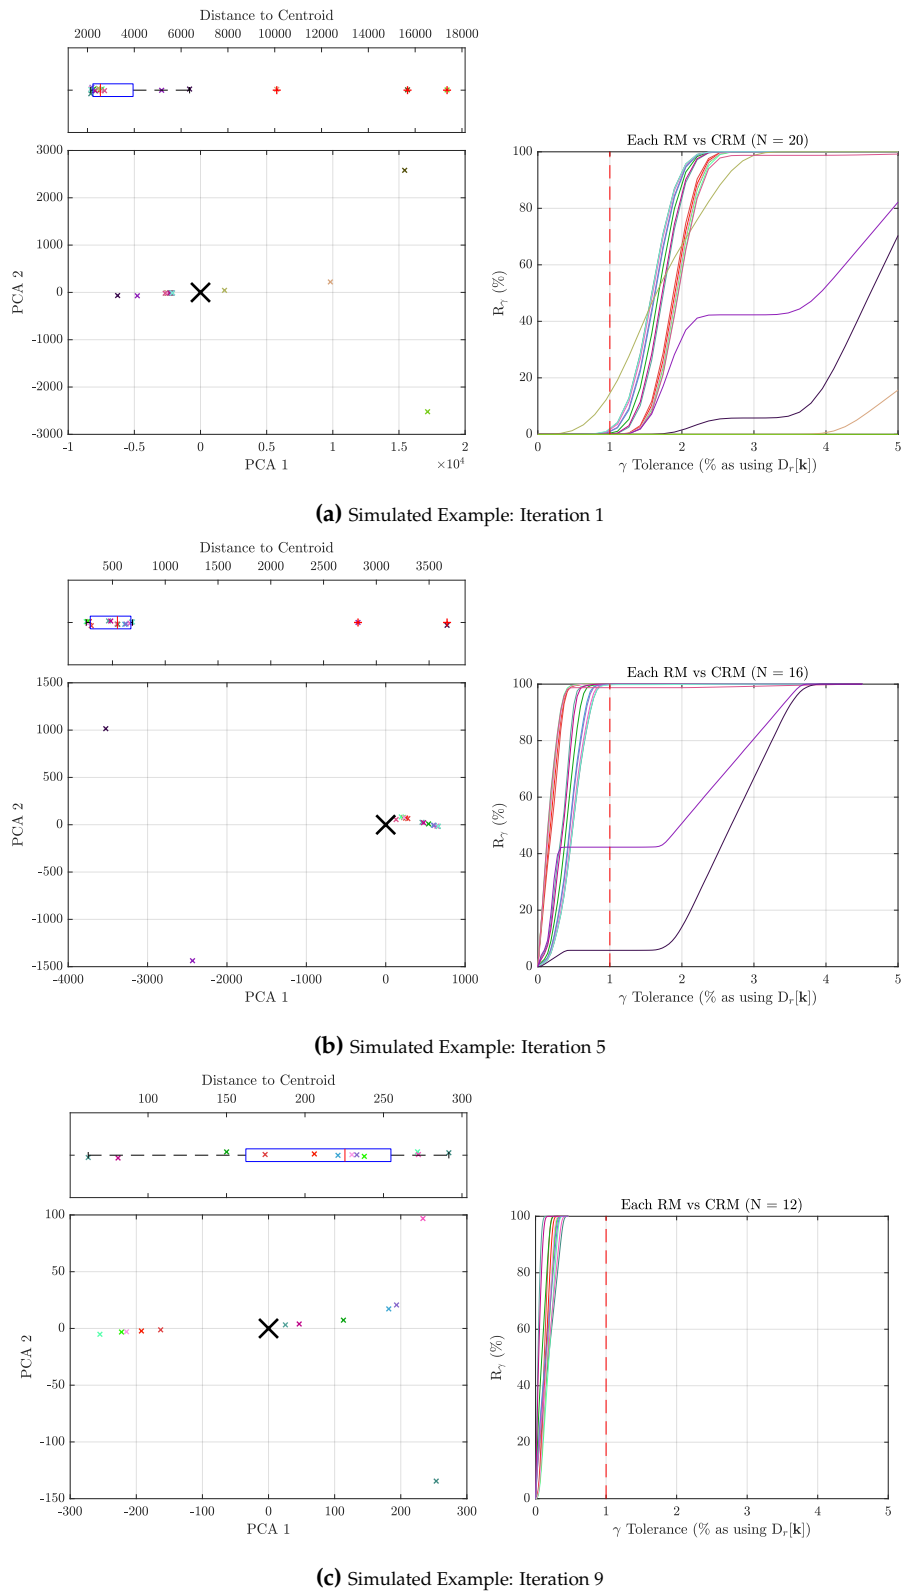 Distance to Centroid
2000 4000 6000 8000 10000 12000 14000 16000 18000
3000
2000
1000
0
-1000
-2000
-3000
PCA 2
-1 -0.5 0 0.5 1 1.5 2
PCA 1
×10⁴
Each RM vs CRM (N = 20)
100
80
60
40
20
0
Rγ (%)
0 1 2 3 4 5
γ Tolerance (% as using Dr[k])
(a) Simulated Example: Iteration 1
Distance to Centroid
500 1000 1500 2000 2500 3000 3500
1500
1000
500
0
-500
-1000
-1500
PCA 2
-4000 -3000 -2000 -1000 0 1000
PCA 1
Each RM vs CRM (N = 16)
100
80
60
40
20
0
Rγ (%)
0 1 2 3 4 5
γ Tolerance (% as using Dr[k])
(b) Simulated Example: Iteration 5
Distance to Centroid
100 150 200 250 300
100
50
0
-50
-100
-150
PCA 2
-300 -200 -100 0 100 200 300
PCA 1
Each RM vs CRM (N = 12)
100
80
60
40
20
0
Rγ (%)
0 1 2 3 4 5
γ Tolerance (% as using Dr[k])
(c) Simulated Example: Iteration 9